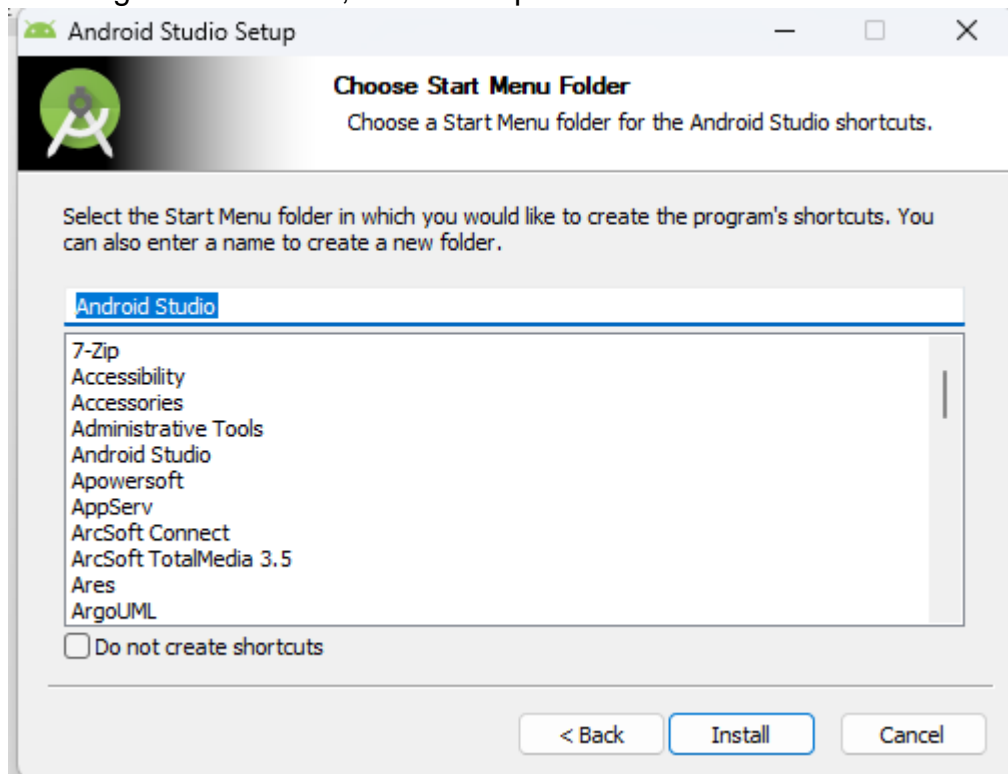 Android Studio Setup
Choose Start Menu Folder
Choose a Start Menu folder for the Android Studio shortcuts.
Select the Start Menu folder in which you would like to create the program's shortcuts. You
can also enter a name to create a new folder.
Android Studio
7-Zip
Accessibility
Accessories
Administrative Tools
Android Studio
Apowersoft
AppServ
ArcSoft Connect
ArcSoft TotalMedia 3.5
Ares
ArgoUML
Do not create shortcuts
< Back Install Cancel